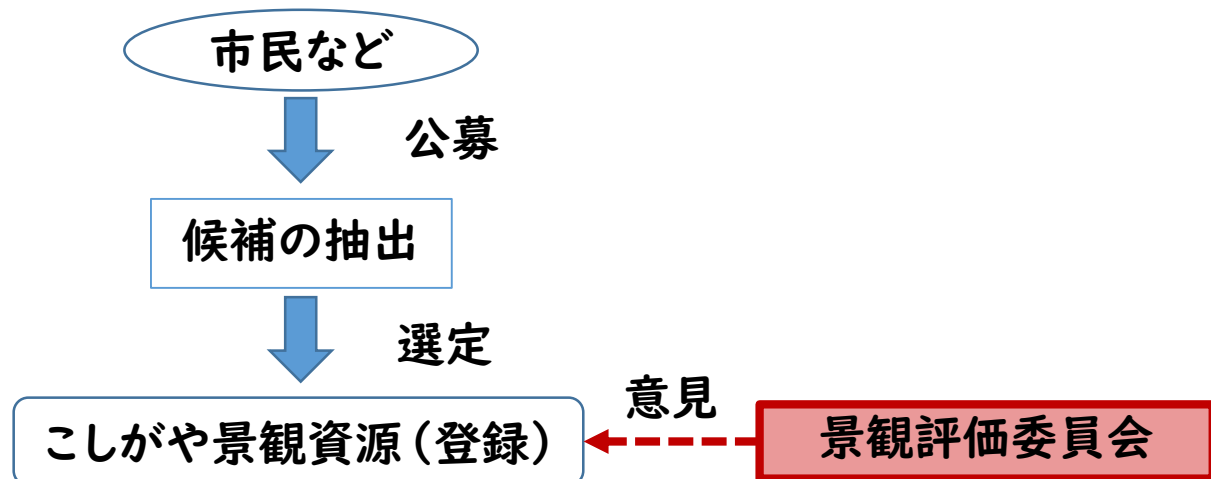 市民など
公募
候補の抽出
選定
意見
こしがや景観資源(登録)
景観評価委員会